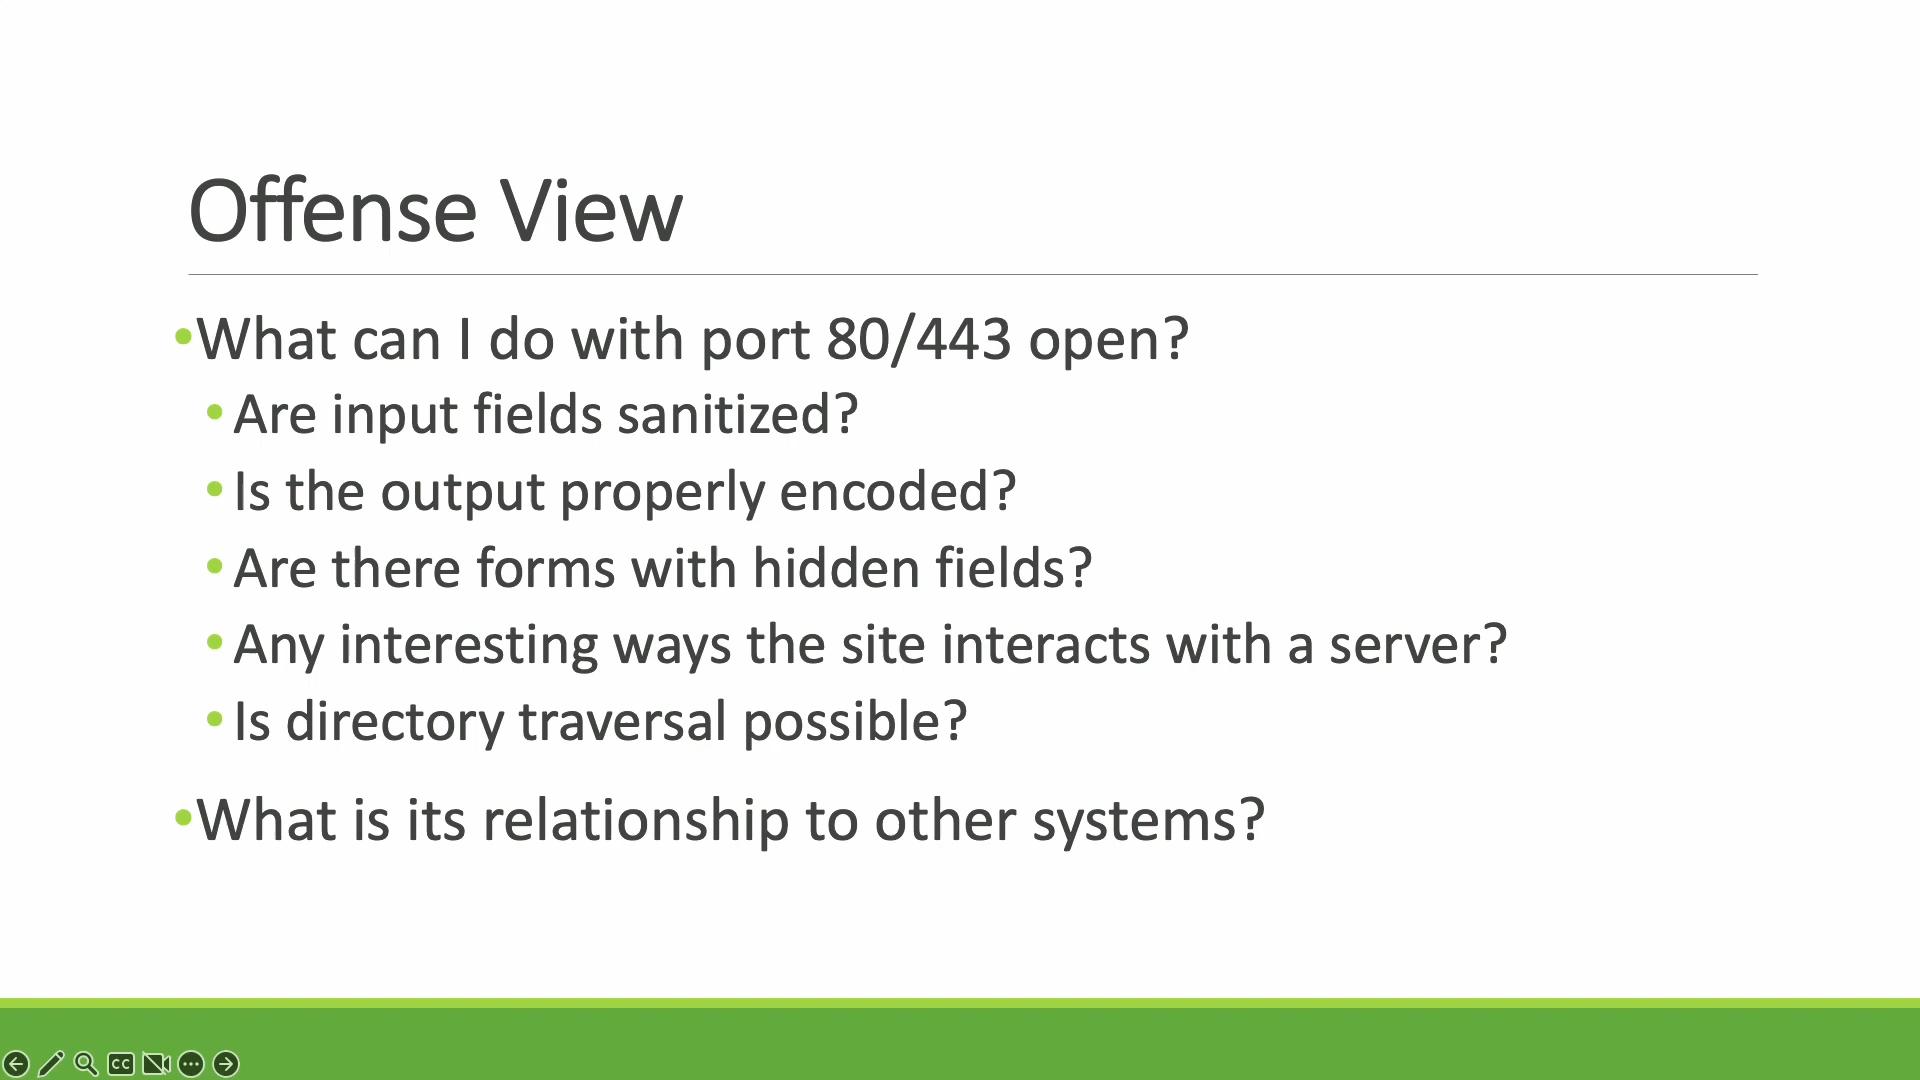 Offense View
•What can I do with port 80/443 open?
•Are input fields sanitized?
•Is the output properly encoded?
•Are there forms with hidden fields?
•Any interesting ways the site interacts with a server?
•Is directory traversal possible?
•What is its relationship to other systems?
CC